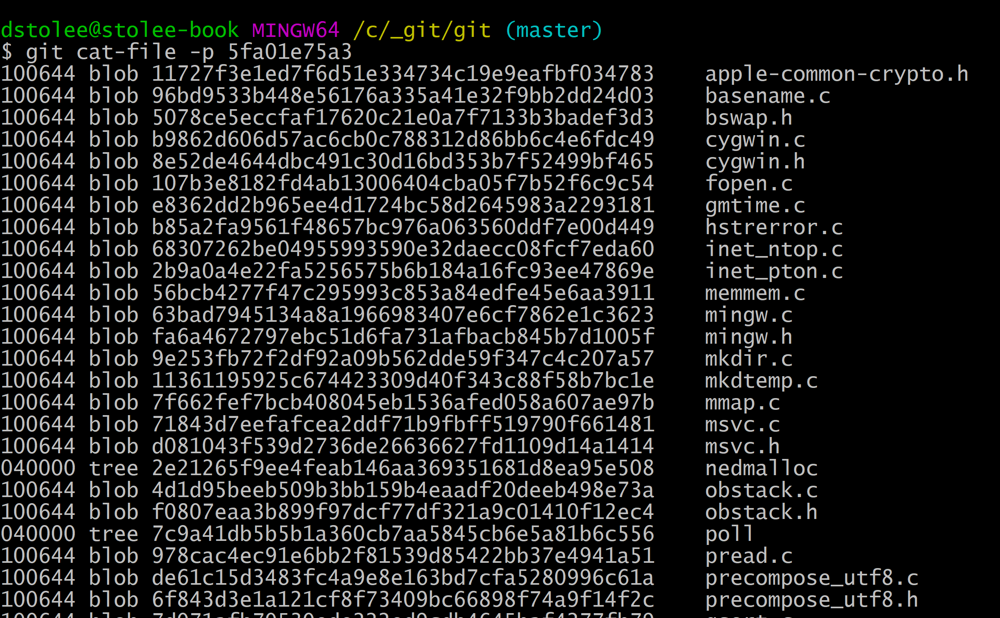 dstolee@stolee-book MINGW64 /c/_git/git (master)
$ git cat-file -p 5fa01e75a3
100644 blob 11727f3e1ed7f6d51e334734c19e9eafbf034783    apple-common-crypto.h
100644 blob 96bd9533b448e56176a335a41e32f9bb2dd24d03    basename.c
100644 blob 5078ce5eccfaf17620c21e0a7f7133b3badef3d3    bswap.h
100644 blob b9862d606d57ac6cb0c788312d86bb6c4e6fdc49    cygwin.c
100644 blob 8e52de4644dbc491c30d16bd353b7f52499bf465    cygwin.h
100644 blob 107b3e8182fd4ab13006404cba05f7b52f6c9c54    fopen.c
100644 blob e8362dd2b965ee4d1724bc58d2645983a2293181    gmtime.c
100644 blob b85a2fa9561f48657bc976a063560ddf7e00d449    hstrerror.c
100644 blob 68307262be04955993590e32daecc08fcf7eda60    inet_ntop.c
100644 blob 2b9a0a4e22fa5256575b6b184a16fc93ee47869e    inet_pton.c
100644 blob 56bcb4277f47c295993c853a84edfe45e6aa3911    memmem.c
100644 blob 63bad7945134a8a1966983407e6cf7862e1c3623    mingw.c
100644 blob fa6a4672797ebc51d6fa731afbacb845b7d1005f    mingw.h
100644 blob 9e253fb72f2df92a09b562dde59f347c4c207a57    mkdir.c
100644 blob 11361195925c674423309d40f343c88f58b7bc1e    mkdtemp.c
100644 blob 7f662fef7bcb408045eb1536afed058a607ae97b    mmap.c
100644 blob 71843d7eefafcea2ddf71b9fbff519790f661481    msvc.c
100644 blob d081043f539d2736de26636627fd1109d14a1414    msvc.h
040000 tree 2e21265f9ee4feab146aa369351681d8ea95e508    nedmalloc
100644 blob 4d1d95beeb509b3bb159b4eaadf20deeb498e73a    obstack.c
100644 blob f0807eaa3b899f97dcf77df321a9c01410f12ec4    obstack.h
040000 tree 7c9a41db5b5b1a360cb7aa5845cb6e5a81b6c556    poll
100644 blob 978cac4ec91e6bb2f81539d85422bb37e4941a51    pread.c
100644 blob de61c15d3483fc4a9e8e163bd7cfa5280996c61a    precompose_utf8.c
100644 blob 6f843d3e1a121cf8f73409bc66898f74a9f14f2c    precompose_utf8.h
100644 blob